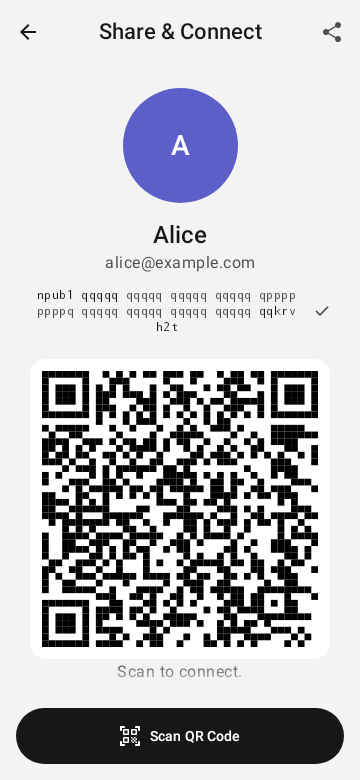 Share & Connect
A
Alice
alice@example.com
npub1 qqqqq qqqqq qqqqq qqqqq qpppp
ppppq qqqqq qqqqq qqqqq qqqqq qqkrv
h2t
Scan to connect.
Scan QR Code